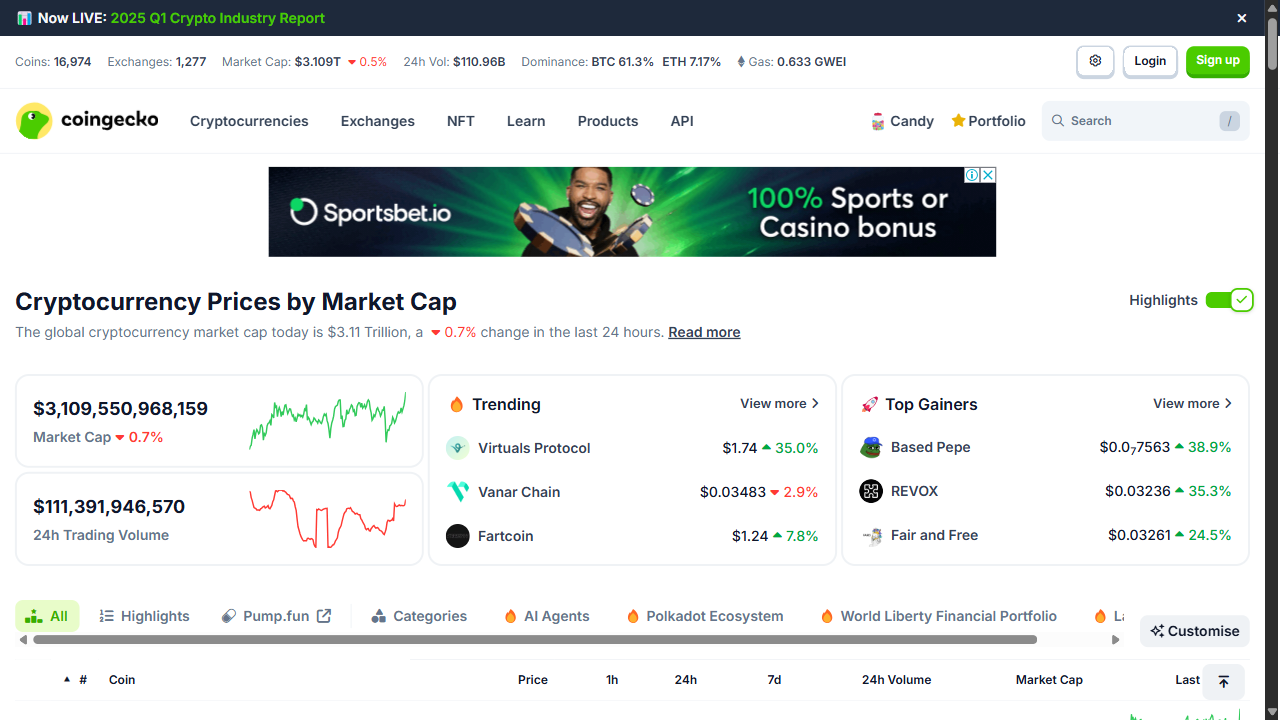 Now LIVE: 2025 Q1 Crypto Industry Report
Coins: 16,974 Exchanges: 1,277 Market Cap: $3.109T 0.5% 24h Vol: $110.96B Dominance: BTC 61.3% ETH 7.17% Gas: 0.633 GWEI
Login
Sign up
coingecko
Cryptocurrencies Exchanges NFT Learn Products API
Candy Portfolio Search /
Sportsbet.io
100% Sports or
Casino bonus
Cryptocurrency Prices by Market Cap
Highlights
The global cryptocurrency market cap today is $3.11 Trillion, a 0.7% change in the last 24 hours. Read more
$3,109,550,968,159
Market Cap 0.7%
$111,391,946,570
24h Trading Volume
Trending View more
Virtuals Protocol $1.74 35.0%
Vanar Chain $0.03483 2.9%
Fartcoin $1.24 7.8%
Top Gainers View more
Based Pepe $0.0₇7563 38.9%
REVOX $0.03236 35.3%
Fair and Free $0.03261 24.5%
All Highlights Pump.fun Categories AI Agents Polkadot Ecosystem World Liberty Financial Portfolio
Customise
# Coin Price 1h 24h 7d 24h Volume Market Cap Last